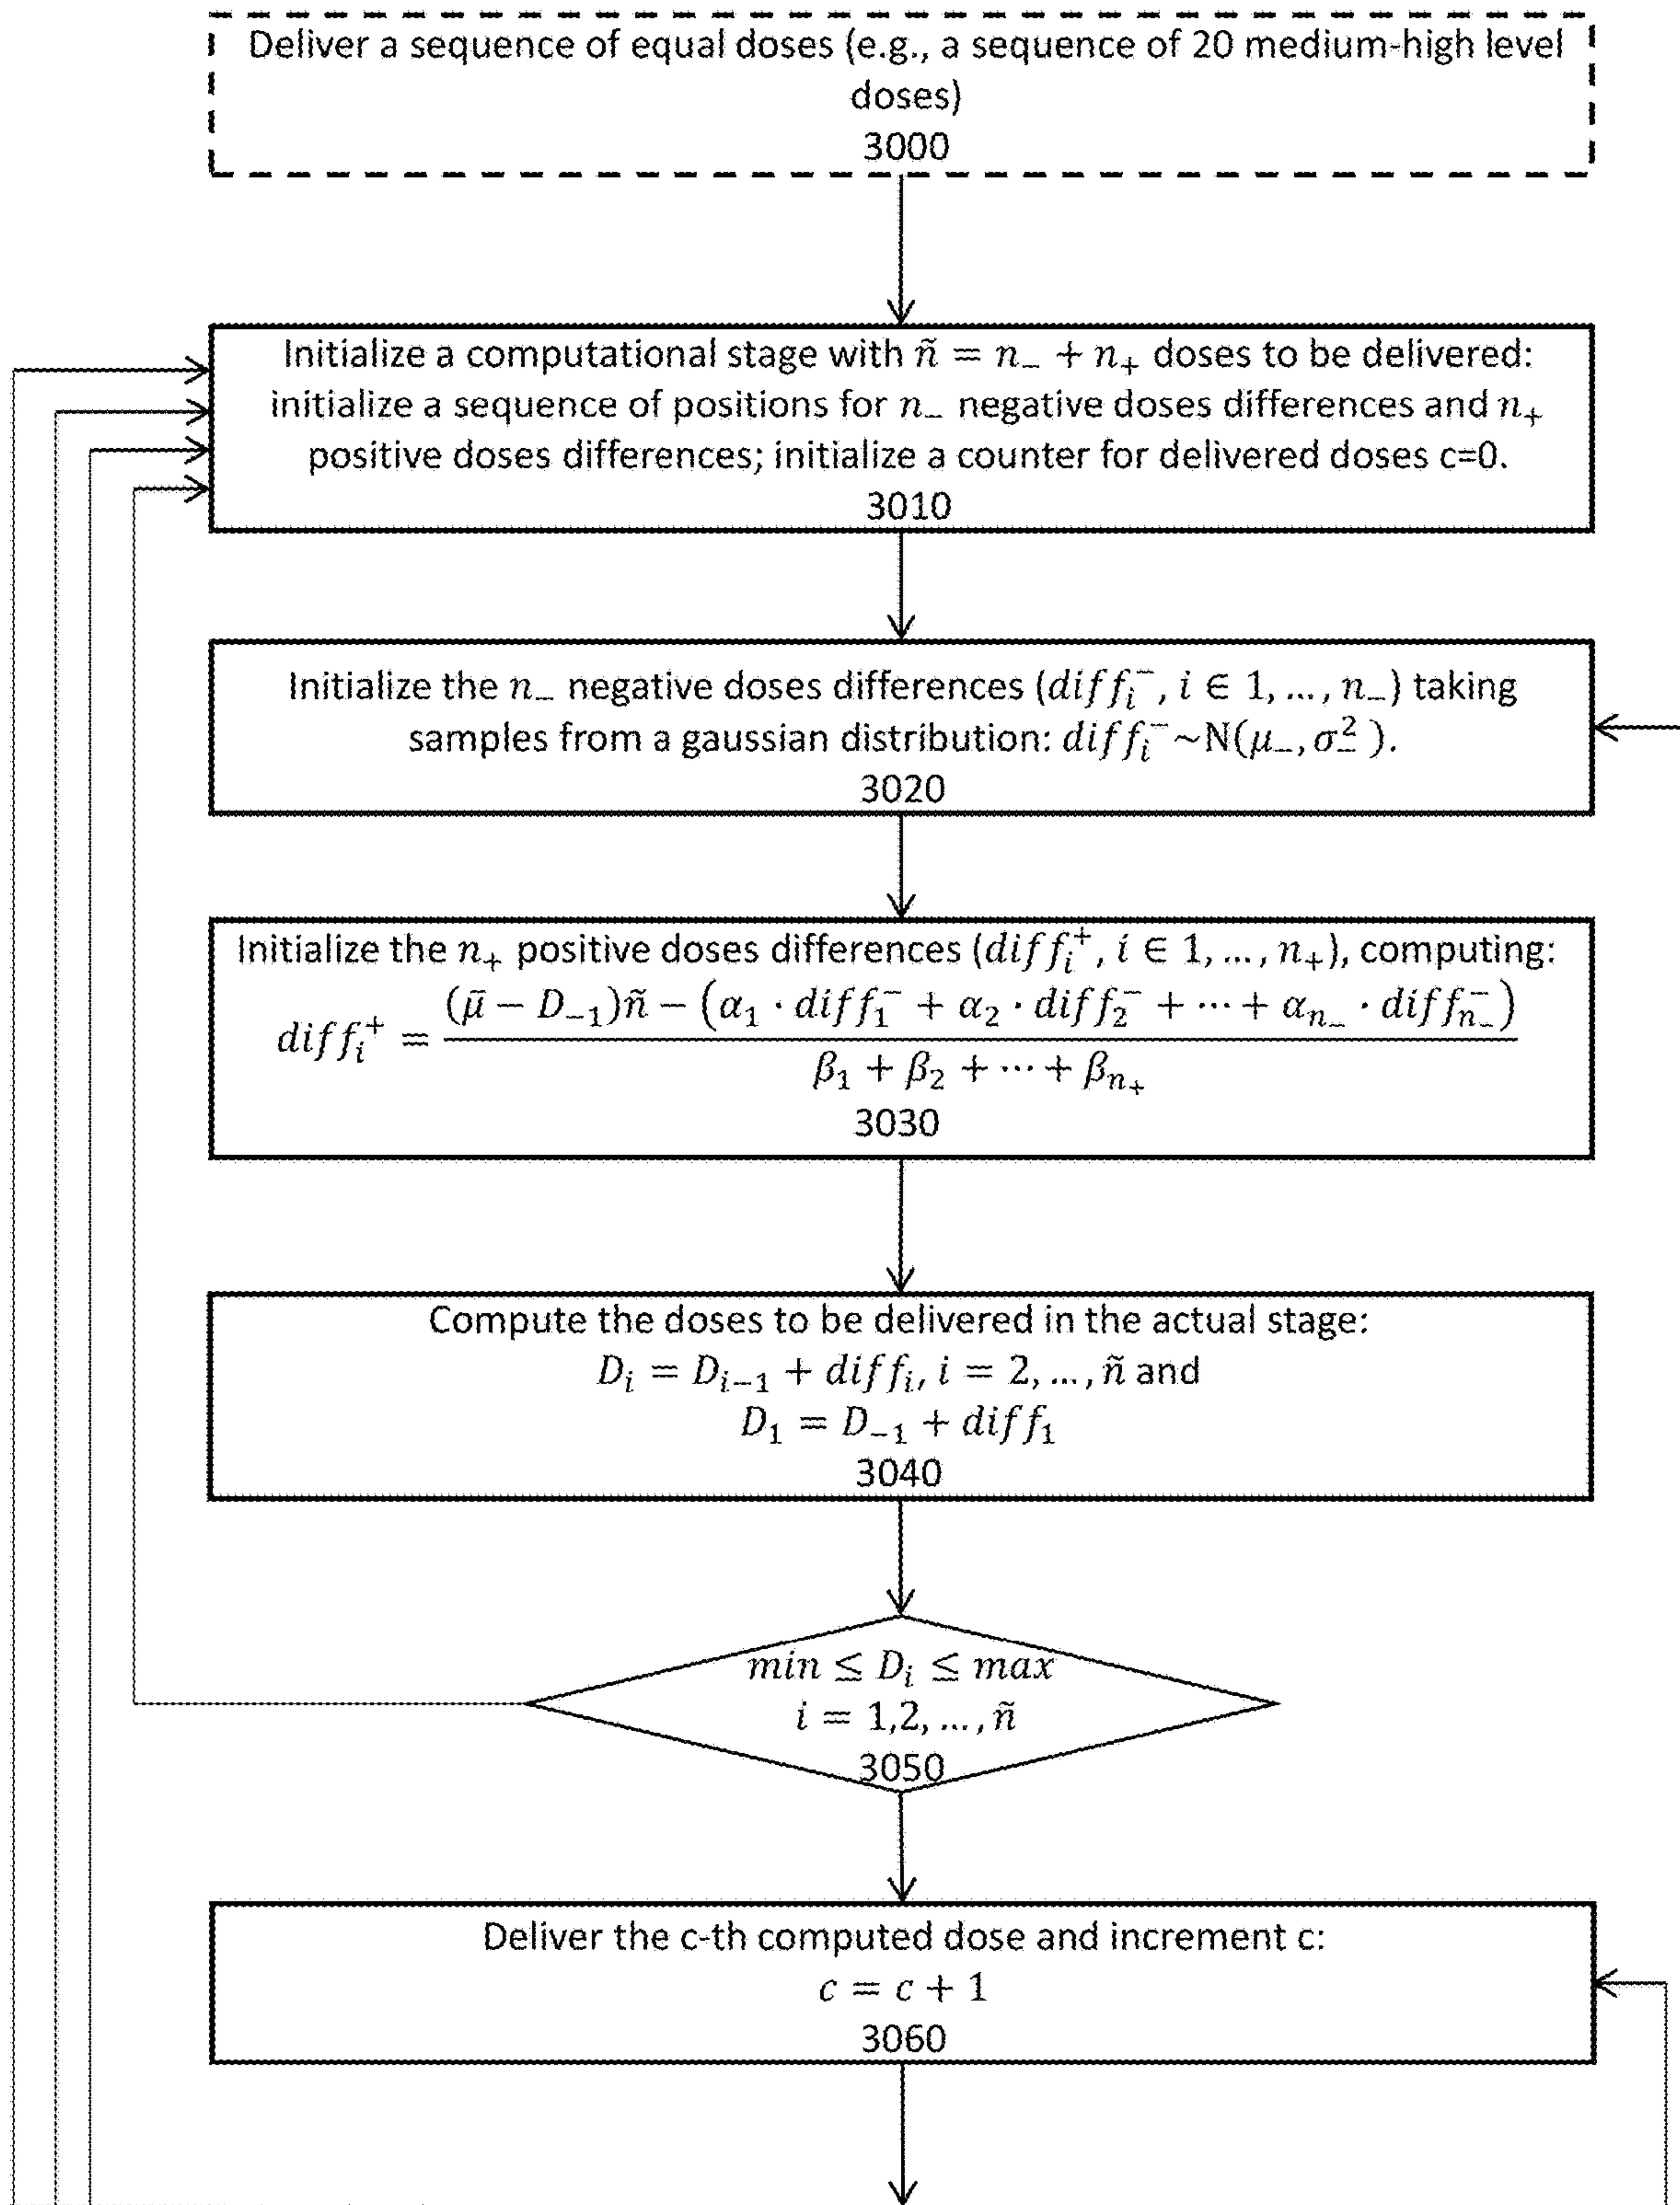 Deliver a sequence of equal doses (e.g., a sequence of 20 medium-high level
doses)
3000
Initialize a computational stage with ñ = n₋ + n₊ doses to be delivered:
initialize a sequence of positions for n₋ negative doses differences and n₊
positive doses differences; initialize a counter for delivered doses c=0.
3010
Initialize the n₋ negative doses differences (diffᵢ⁻, i ∈ 1, ..., n₋) taking
samples from a gaussian distribution: diffᵢ⁻~N(μ₋, σ₋²).
3020
Initialize the n₊ positive doses differences (diffᵢ⁺, i ∈ 1, ..., n₊), computing:
diffᵢ⁺ = ((μ̄ − D₋₁)ñ − (α₁ · diff₁⁻ + α₂ · diff₂⁻ + ⋯ + αₙ₋ · diffₙ₋⁻)) / (β₁ + β₂ + ⋯ + βₙ₊)
3030
Compute the doses to be delivered in the actual stage:
Dᵢ = Dᵢ₋₁ + diffᵢ, i = 2, ..., ñ and
D₁ = D₋₁ + diff₁
3040
min ≤ Dᵢ ≤ max
i = 1,2, ..., ñ
3050
Deliver the c-th computed dose and increment c:
c = c + 1
3060